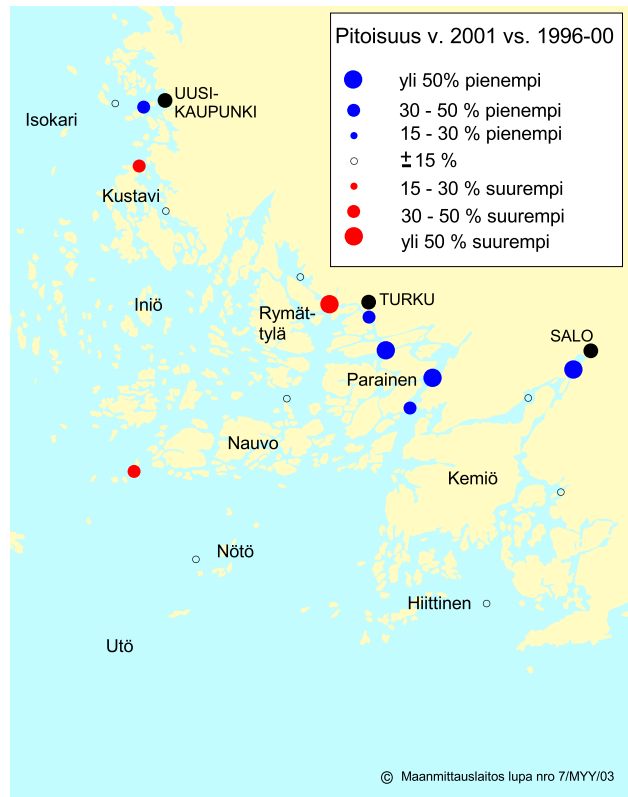 Pitoisuus v. 2001 vs. 1996-00
yli 50% pienempi
30 - 50 % pienempi
15 - 30 % pienempi
± 15 %
15 - 30 % suurempi
30 - 50 % suurempi
yli 50 % suurempi
UUSI-
KAUPUNKI
Isokari
Kustavi
Iniö
Rymät-
tylä
TURKU
SALO
Parainen
Nauvo
Kemiö
Nötö
Hiittinen
Utö
© Maanmittauslaitos lupa nro 7/MYY/03